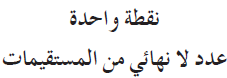 نقطة واحدة
عدد لا نهائي من المستقيمات